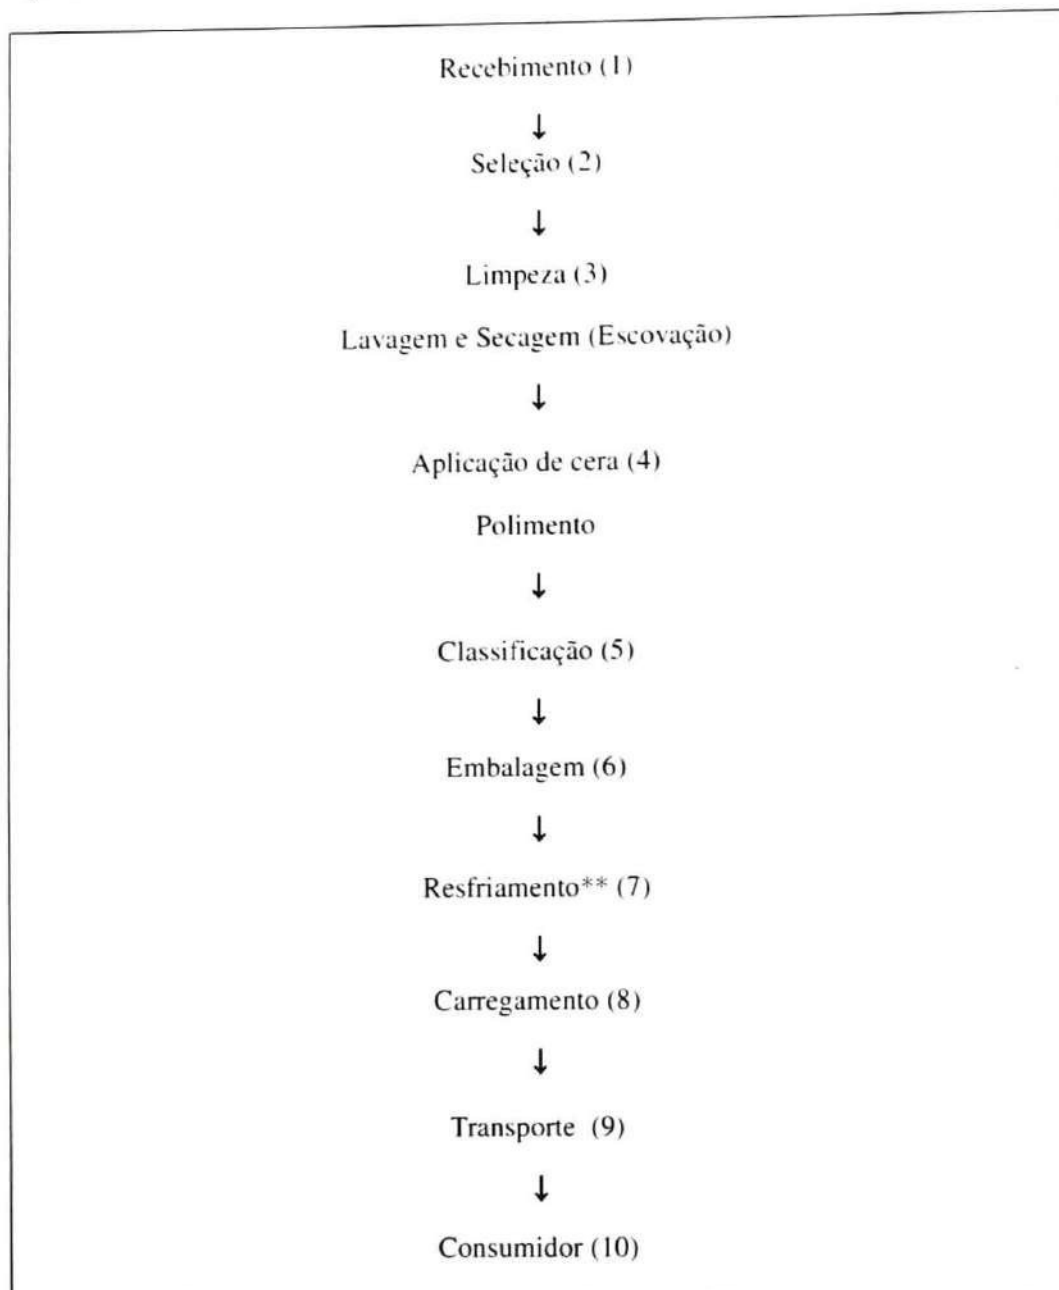 Recebimento (1)
↓
Seleção (2)
↓
Limpeza (3)
Lavagem e Secagem (Escovação)
↓
Aplicação de cera (4)
Polimento
↓
Classificação (5)
↓
Embalagem (6)
↓
Resfriamento** (7)
↓
Carregamento (8)
↓
Transporte (9)
↓
Consumidor (10)